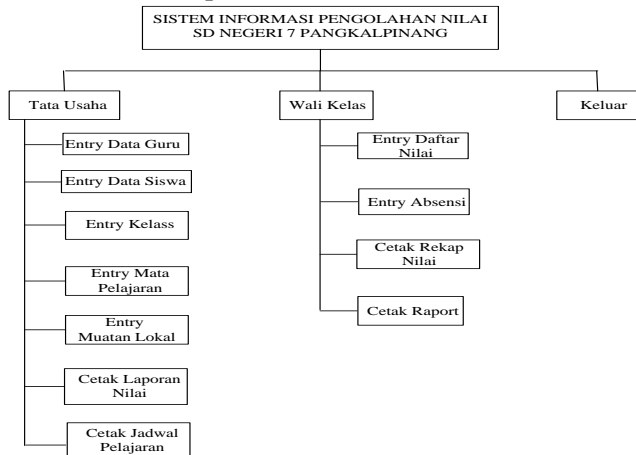 SISTEM INFORMASI PENGOLAHAN NILAI
SD NEGERI 7 PANGKALPINANG
Tata Usaha
Entry Data Guru
Entry Data Siswa
Entry Kelass
Entry Mata
Pelajaran
Entry
Muatan Lokal
Cetak Laporan
Nilai
Cetak Jadwal
Pelajaran
Wali Kelas
Entry Daftar
Nilai
Entry Absensi
Cetak Rekap
Nilai
Cetak Raport
Keluar